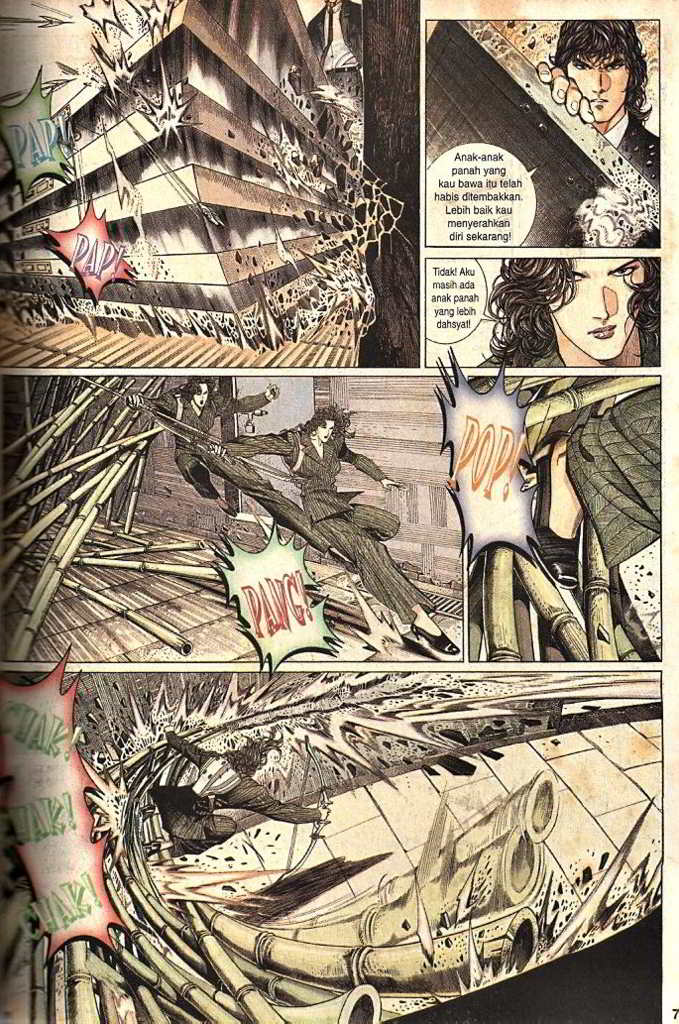 PAP!
PAP!
Anak-anak
panah yang
kau bawa itu telah
habis ditembakkan.
Lebih baik kau
menyerahkan
diri sekarang!
Tidak! Aku
masih ada
anak panah
yang lebih
dahsyat!
POP!
PANG!
CHAK!
CHAK!
CHAK!
7